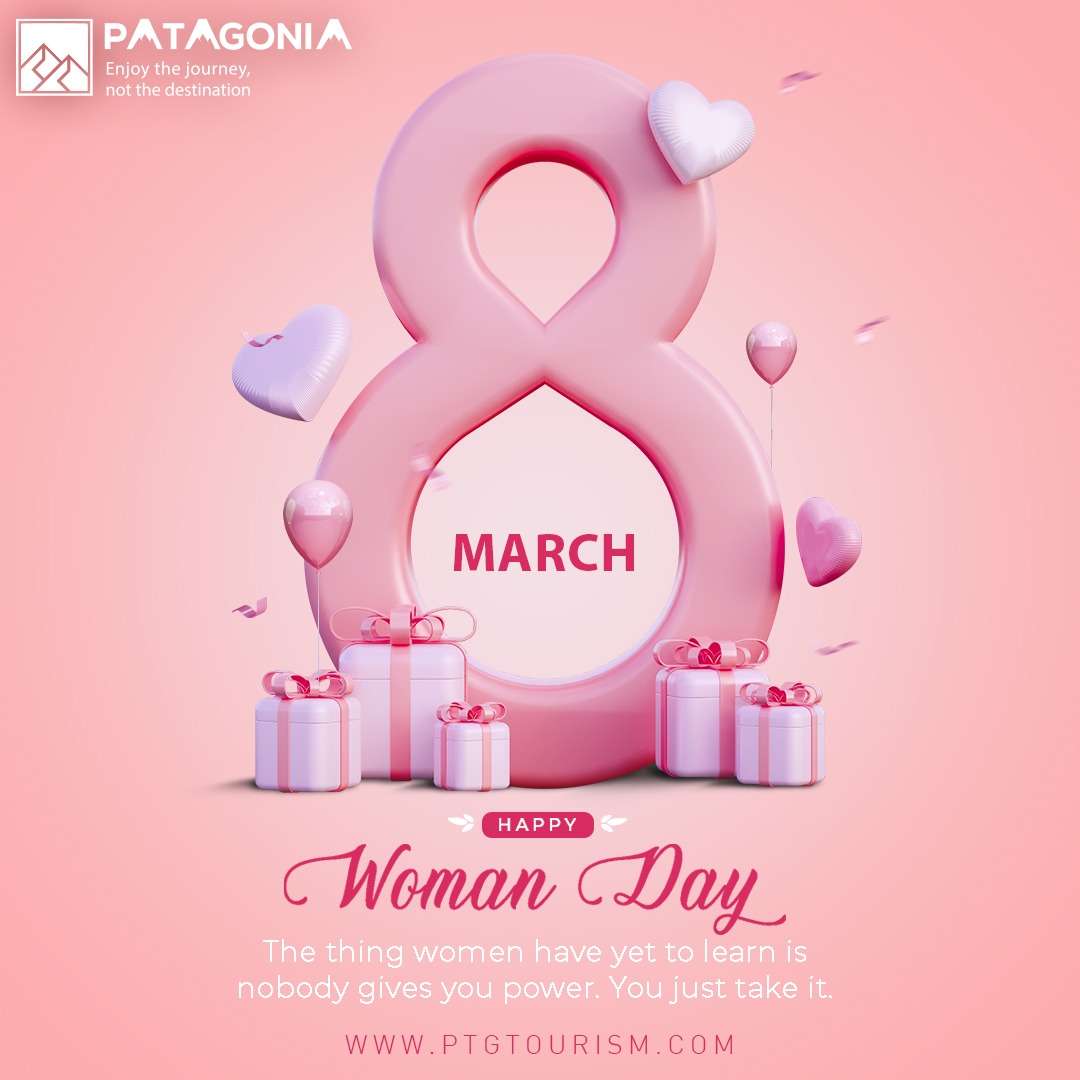 PATAGONIA
Enjoy the journey,
not the destination
8
MARCH
HAPPY
Woman Day
The thing women have yet to learn is
nobody gives you power. You just take it.
WWW.PTGTOURISM.COM